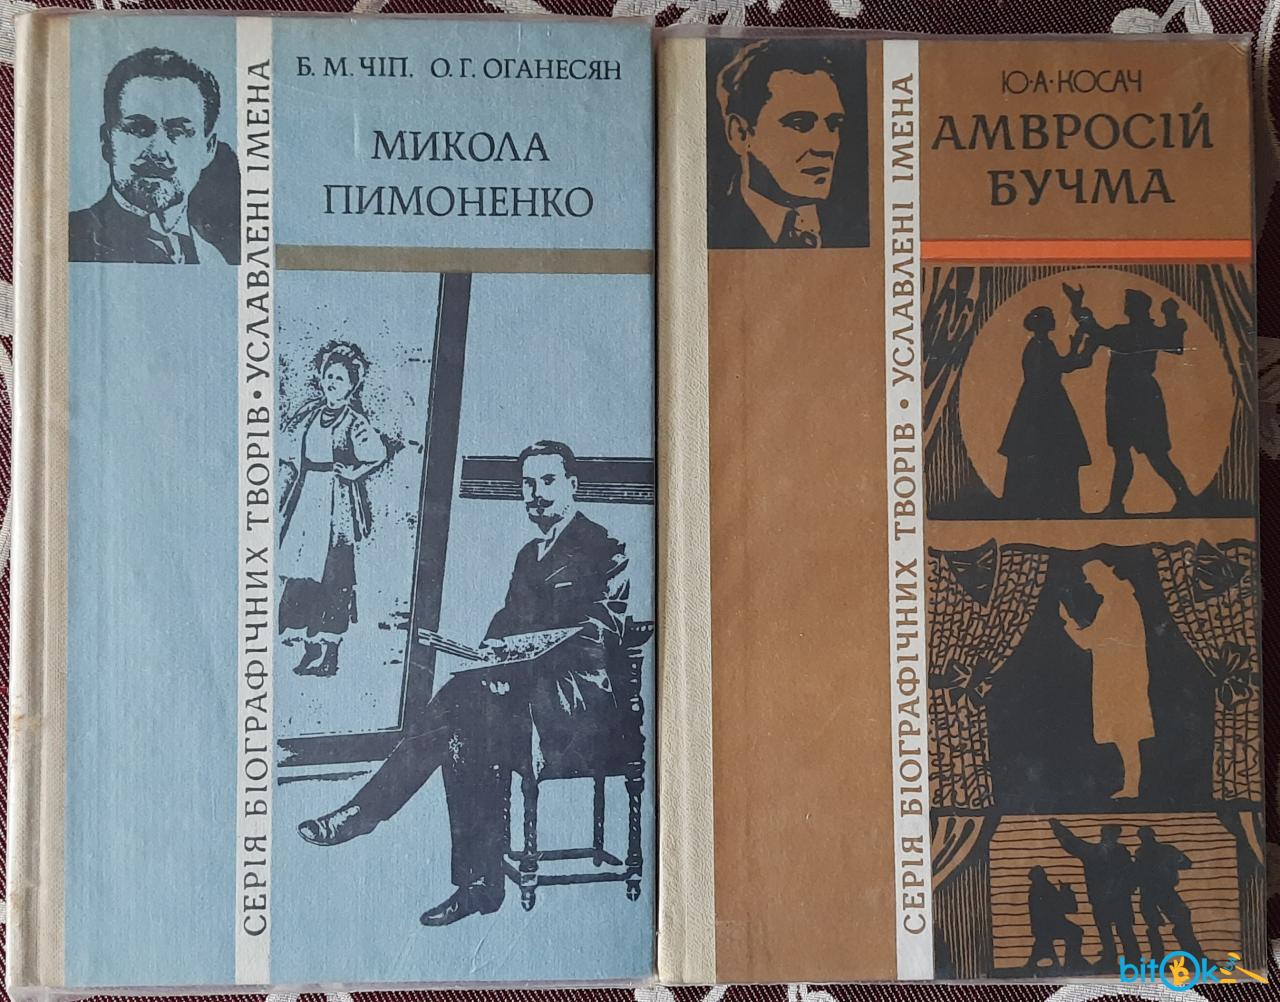 Б. М. ЧІП. О. Г. ОГАНЕСЯН
МИКОЛА
ПИМОНЕНКО
СЕРІЯ БІОГРАФІЧНИХ ТВОРІВ • УСЛАВЛЕНІ ІМЕНА
Ю·А·КОСАЧ
АМВРОСІЙ
БУЧМА
СЕРІЯ БІОГРАФІЧНИХ ТВОРІВ • УСЛАВЛЕНІ ІМЕНА
bitOk